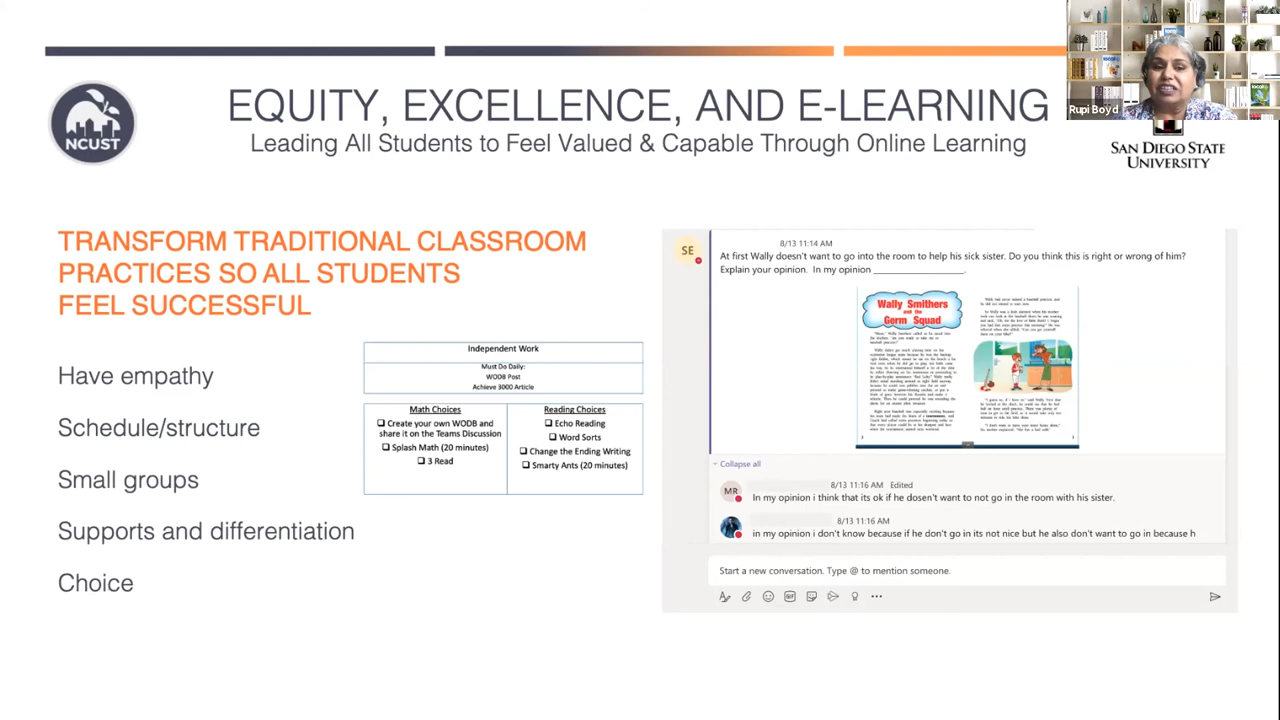 EQUITY, EXCELLENCE, AND E-LEARNING
Leading All Students to Feel Valued & Capable Through Online Learning
NCUST
Rupi Boyd
SAN DIEGO STATE
UNIVERSITY
TRANSFORM TRADITIONAL CLASSROOM
PRACTICES SO ALL STUDENTS
FEEL SUCCESSFUL
Have empathy
Schedule/structure
Small groups
Supports and differentiation
Choice
Independent Work
Must Do Daily:
WODB Post
Achieve 3000 Article
Math Choices
❑ Create your own WODB and
share it on the Teams Discussion
❑ Splash Math (20 minutes)
❑ 3 Read
Reading Choices
❑ Echo Reading
❑ Word Sorts
❑ Change the Ending Writing
❑ Smarty Ants (20 minutes)
SE
8/13 11:14 AM
At first Wally doesn't want to go into the room to help his sick sister. Do you think this is right or wrong of him?
Explain your opinion. In my opinion ____________________.
Wally Smithers
and the
Germ Squad
Collapse all
MR
8/13 11:16 AM Edited
In my opinion i think that its ok if he dosen't want to not go in the room with his sister.
8/13 11:16 AM
in my opinion i don't know because if he don't go in its not nice but he also don't want to go in because h
Start a new conversation. Type @ to mention someone.